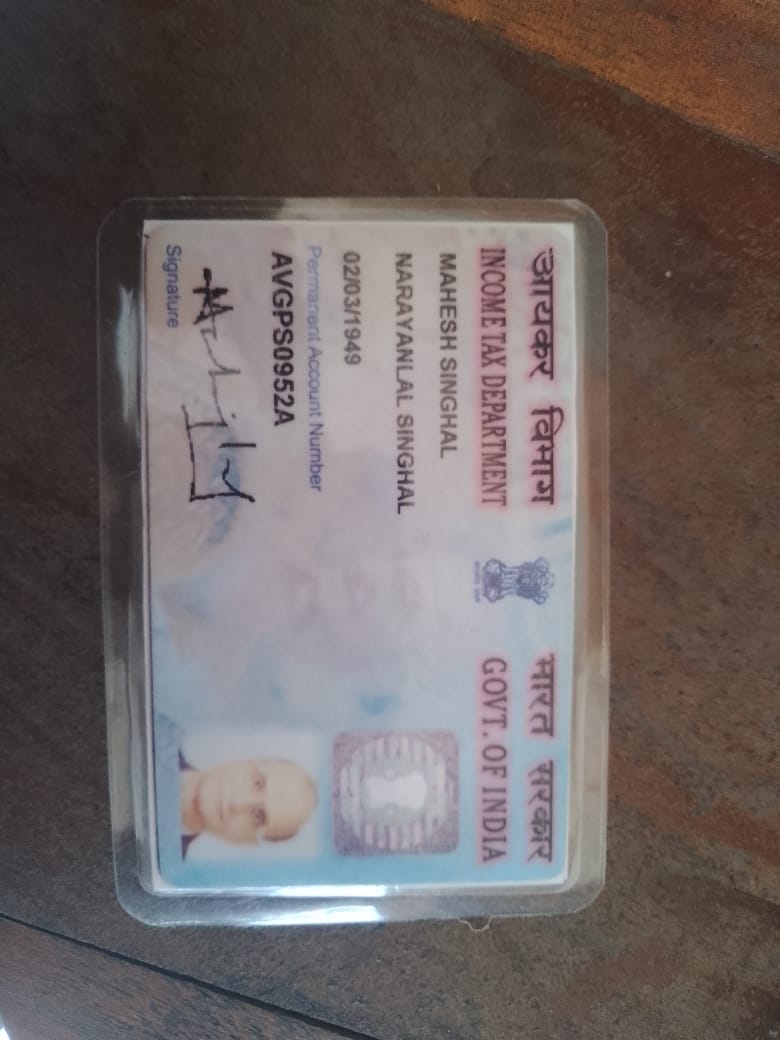 आयकर विभाग भारत सरकार
INCOME TAX DEPARTMENT GOVT. OF INDIA
MAHESH SINGHAL
NARAYANLAL SINGHAL
02/03/1949
Permanent Account Number
AVGPS0952A
Signature